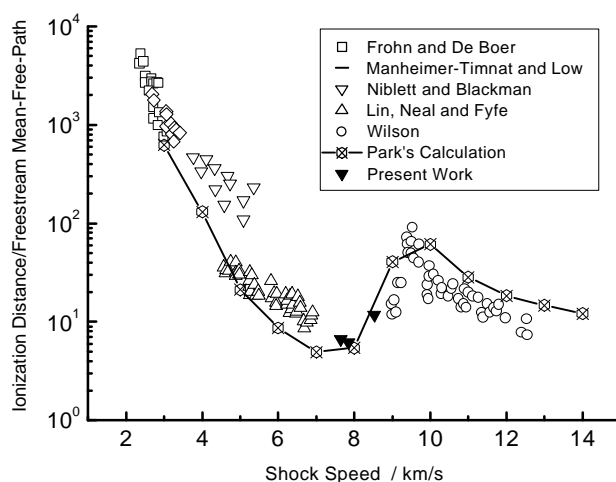 Ionization Distance/Freestream Mean-Free-Path
10^4
10^3
10^2
10^1
10^0
Frohn and De Boer
Manheimer-Timnat and Low
Niblett and Blackman
Lin, Neal and Fyfe
Wilson
Park's Calculation
Present Work
2 4 6 8 10 12 14
Shock Speed / km/s